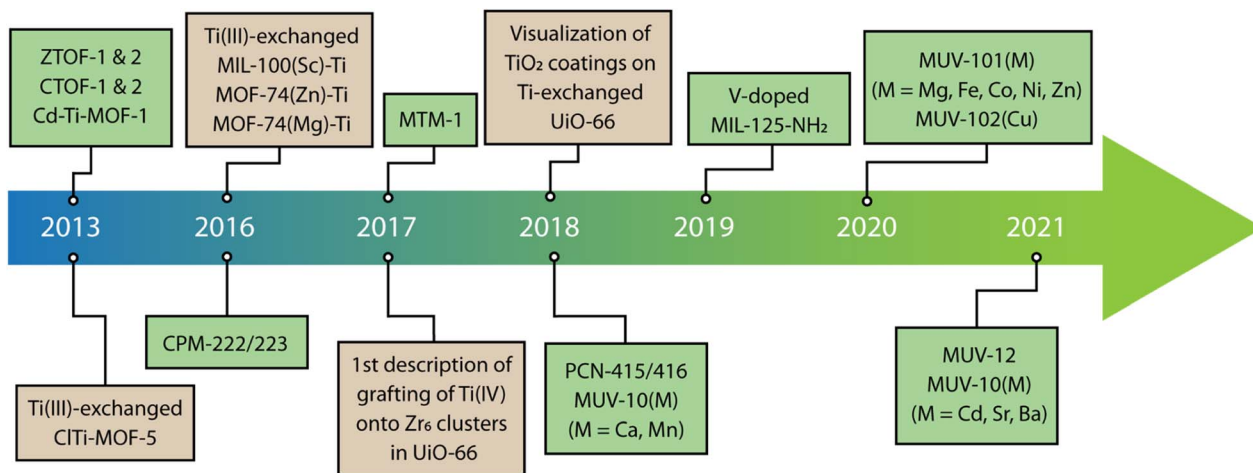 ZTOF-1 & 2
CTOF-1 & 2
Cd-Ti-MOF-1
Ti(III)-exchanged
MIL-100(Sc)-Ti
MOF-74(Zn)-Ti
MOF-74(Mg)-Ti
MTM-1
Visualization of
TiO₂ coatings on
Ti-exchanged
UiO-66
V-doped
MIL-125-NH₂
MUV-101(M)
(M = Mg, Fe, Co, Ni, Zn)
MUV-102(Cu)
2013
2016
2017
2018
2019
2020
2021
Ti(III)-exchanged
ClTi-MOF-5
CPM-222/223
1st description of
grafting of Ti(IV)
onto Zr₆ clusters
in UiO-66
PCN-415/416
MUV-10(M)
(M = Ca, Mn)
MUV-12
MUV-10(M)
(M = Cd, Sr, Ba)